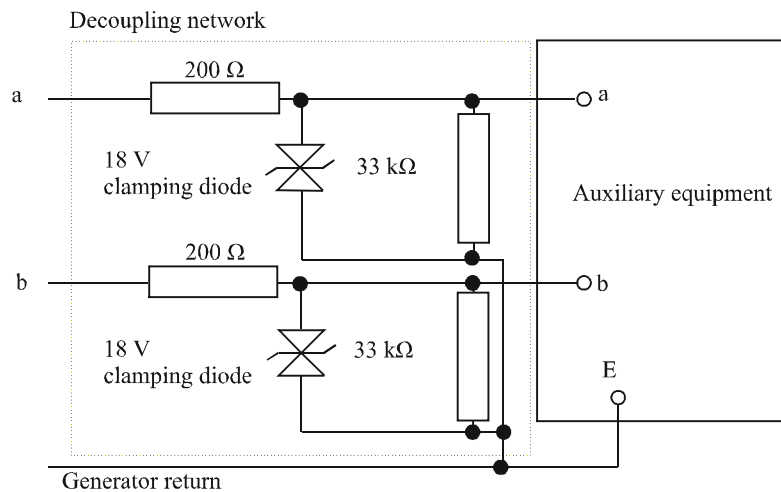 Decoupling network
200 Ω
a
a
18 V
clamping diode
33 kΩ
Auxiliary equipment
200 Ω
b
b
18 V
clamping diode
33 kΩ
E
Generator return